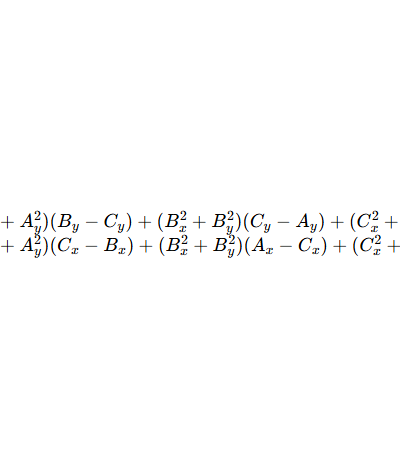 + A_y^2)(B_y − C_y) + (B_x^2 + B_y^2)(C_y − A_y) + (C_x^2 +
+ A_y^2)(C_x − B_x) + (B_x^2 + B_y^2)(A_x − C_x) + (C_x^2 +